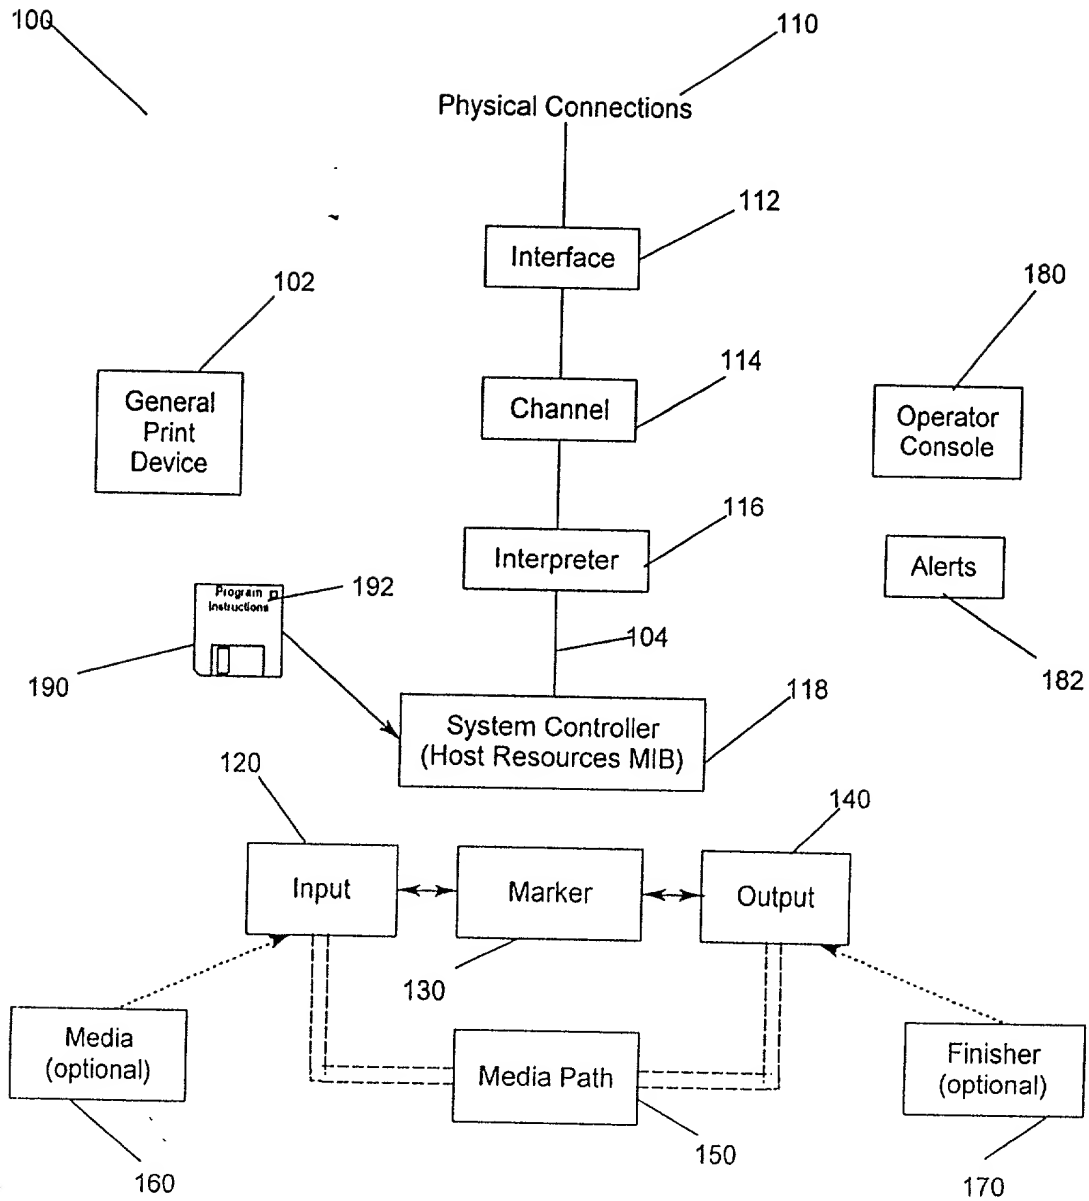 100
110
Physical Connections
112
Interface
102
180
114
General
Print
Device
Channel
Operator
Console
116
Interpreter
Alerts
Program
Instructions
192
104
190
182
118
System Controller
(Host Resources MIB)
120
140
Input
Marker
Output
130
Media
(optional)
Media Path
Finisher
(optional)
150
160
170